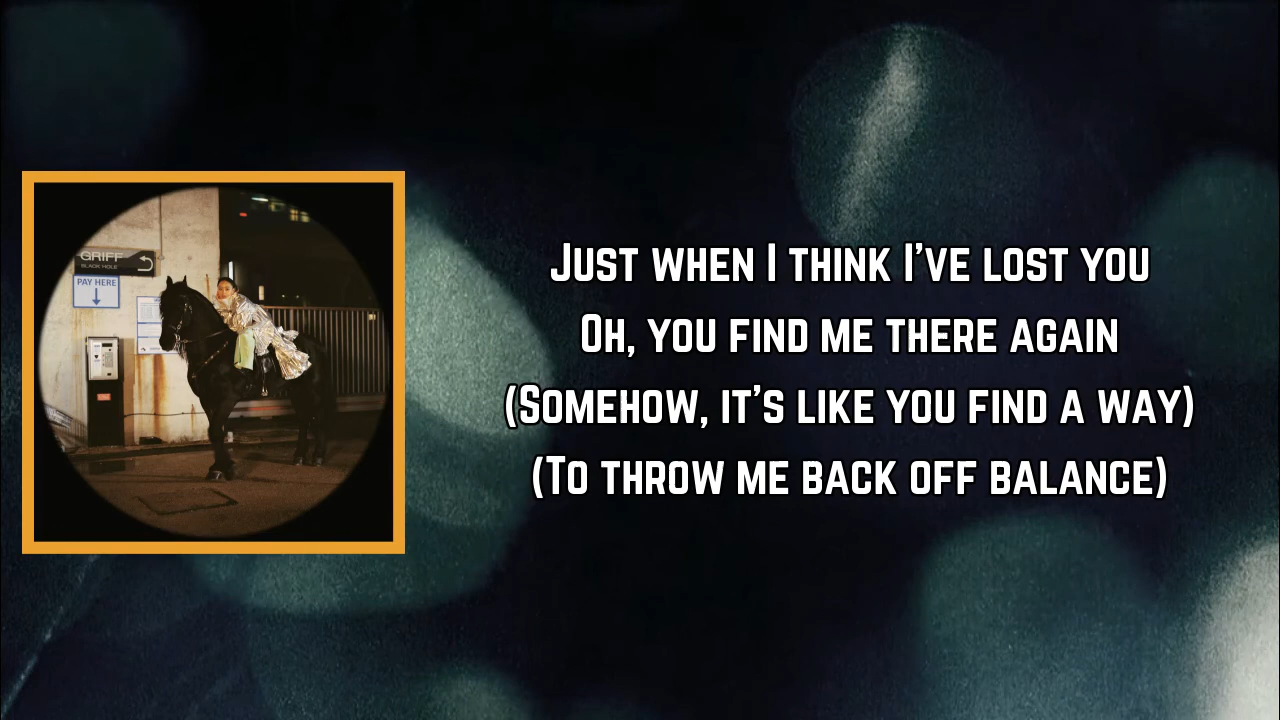 GRIFF
BLACK HOLE
PAY HERE
Just when I think I've lost you
Oh, you find me there again
(Somehow, it's like you find a way)
(To throw me back off balance)